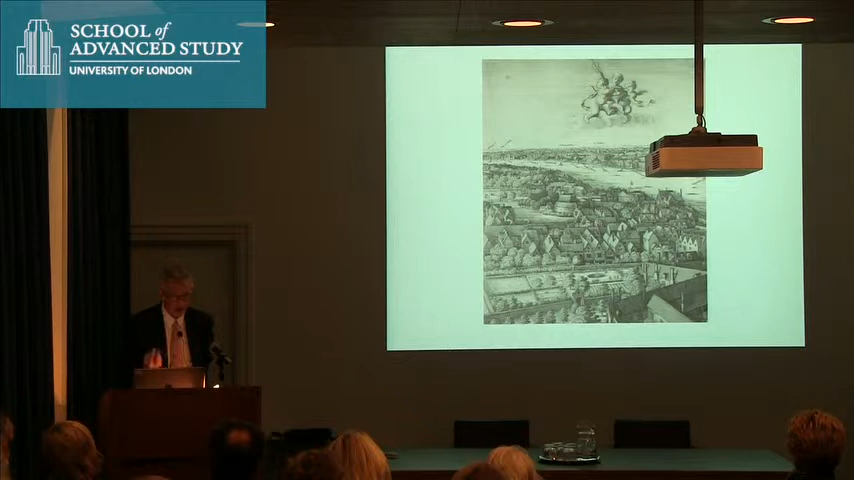 SCHOOL of
ADVANCED STUDY
UNIVERSITY OF LONDON